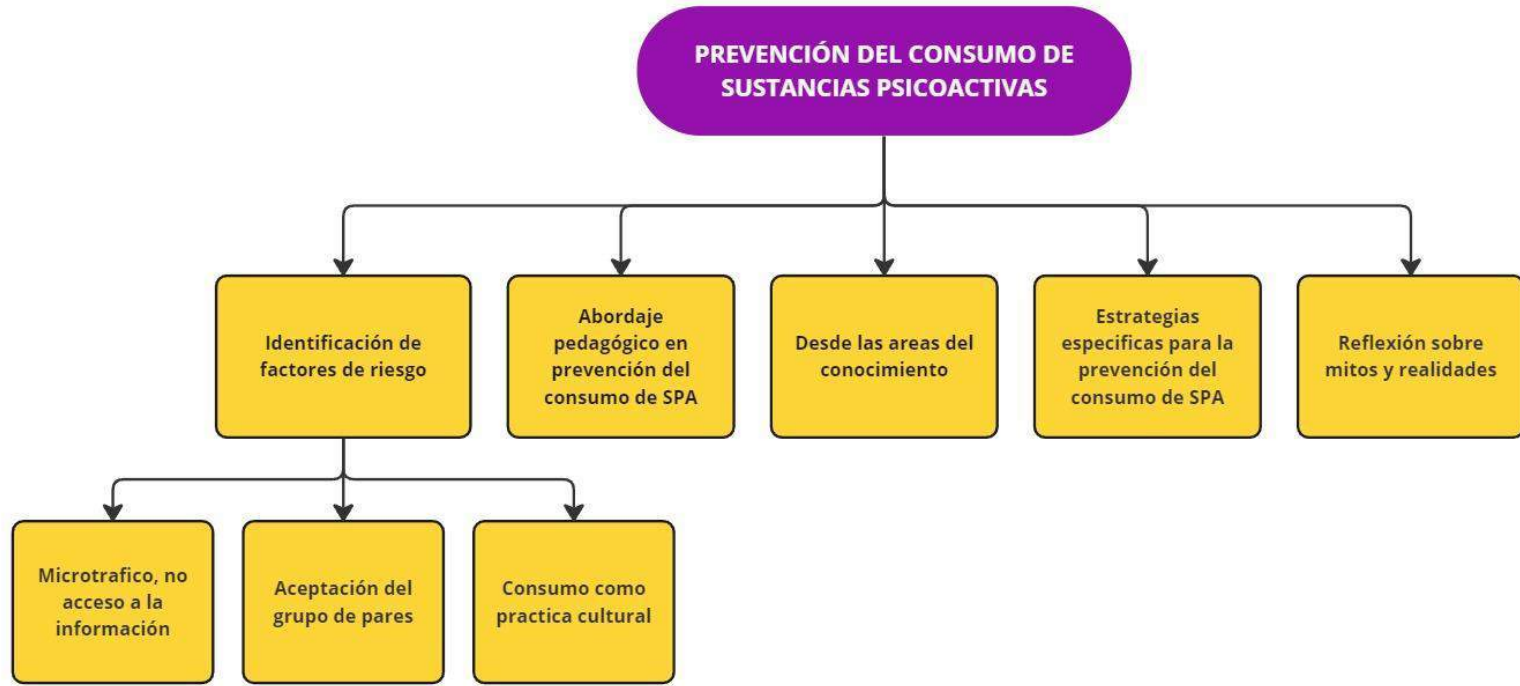 PREVENCIÓN DEL CONSUMO DE
SUSTANCIAS PSICOACTIVAS
Identificación de
factores de riesgo
Abordaje
pedagógico en
prevención del
consumo de SPA
Desde las areas del
conocimiento
Estrategias
especificas para la
prevención del
consumo de SPA
Reflexión sobre
mitos y realidades
Microtrafico, no
acceso a la
información
Aceptación del
grupo de pares
Consumo como
practica cultural